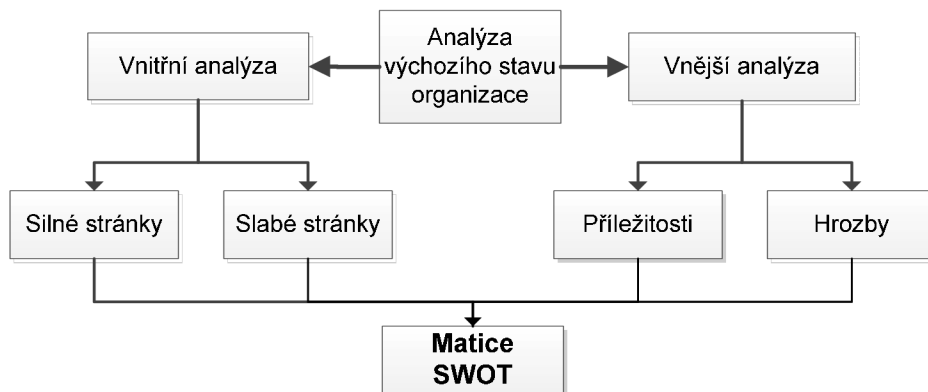 Analýza
výchozího stavu
organizace
Vnitřní analýza
Vnější analýza
Silné stránky
Slabé stránky
Příležitosti
Hrozby
Matice
SWOT